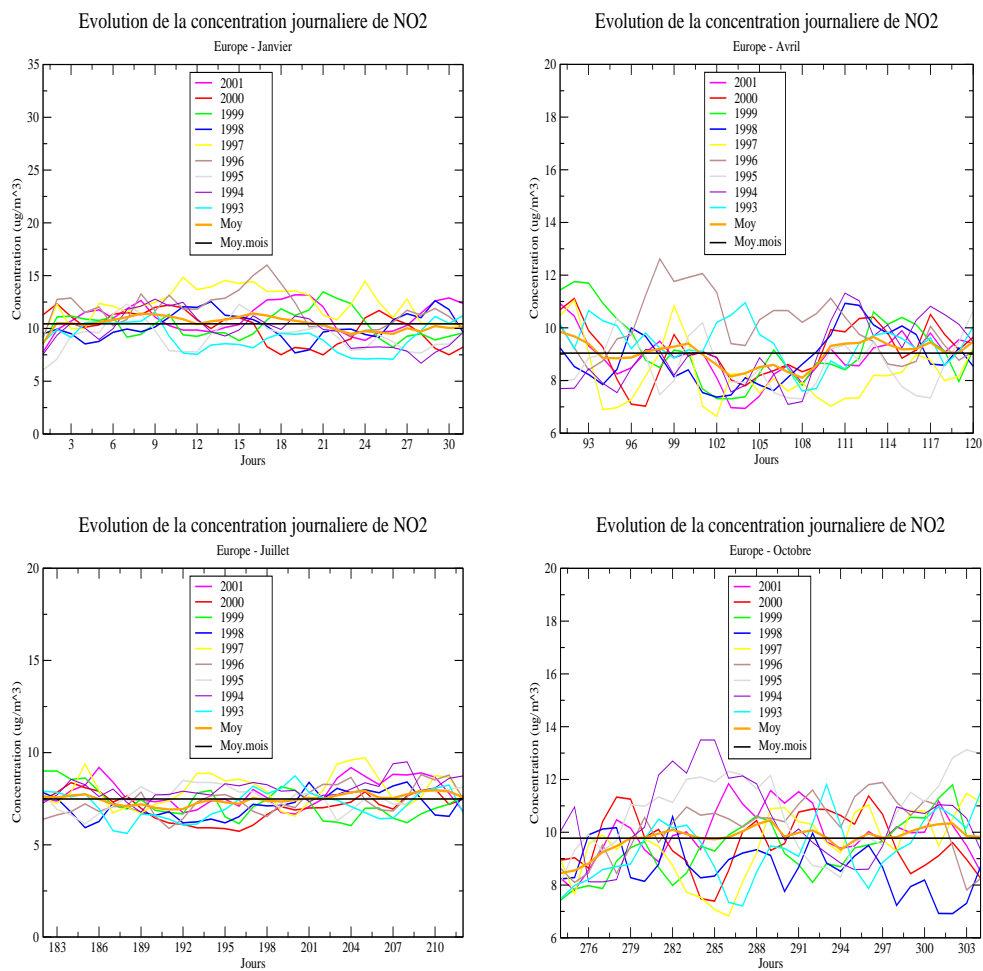 Evolution de la concentration journaliere de NO2
Europe - Janvier
Concentration (ug/m^3)
35
30
25
20
15
10
5
0
2001
2000
1999
1998
1997
1996
1995
1994
1993
Moy
Moy.mois
3 6 9 12 15 18 21 24 27 30
Jours
Evolution de la concentration journaliere de NO2
Europe - Avril
Concentration (ug/m^3)
20
18
16
14
12
10
8
6
2001
2000
1999
1998
1997
1996
1995
1994
1993
Moy
Moy.mois
93 96 99 102 105 108 111 114 117 120
Jours
Evolution de la concentration journaliere de NO2
Europe - Juillet
Concentration (ug/m^3)
20
15
10
5
0
2001
2000
1999
1998
1997
1996
1995
1994
1993
Moy
Moy.mois
183 186 189 192 195 198 201 204 207 210
Jours
Evolution de la concentration journaliere de NO2
Europe - Octobre
Concentration (ug/m^3)
20
18
16
14
12
10
8
6
2001
2000
1999
1998
1997
1996
1995
1994
1993
Moy
Moy.mois
276 279 282 285 288 291 294 297 300 303
Jours